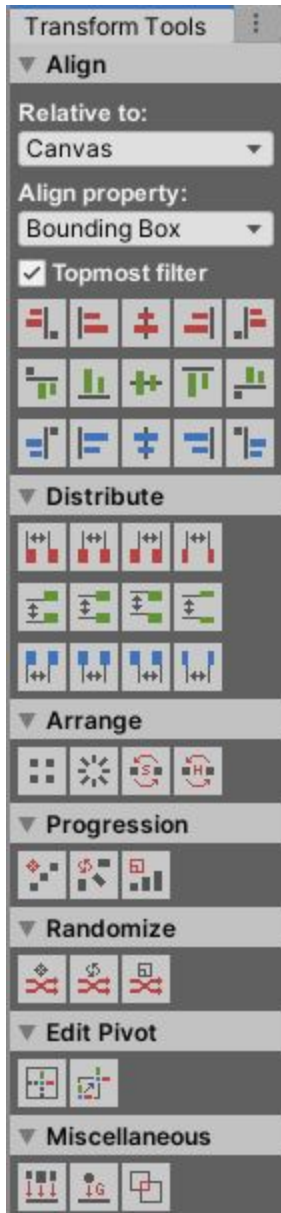 Transform Tools
Align
Relative to:
Canvas
Align property:
Bounding Box
Topmost filter
Distribute
Arrange
S
H
Progression
Randomize
Edit Pivot
Miscellaneous
G